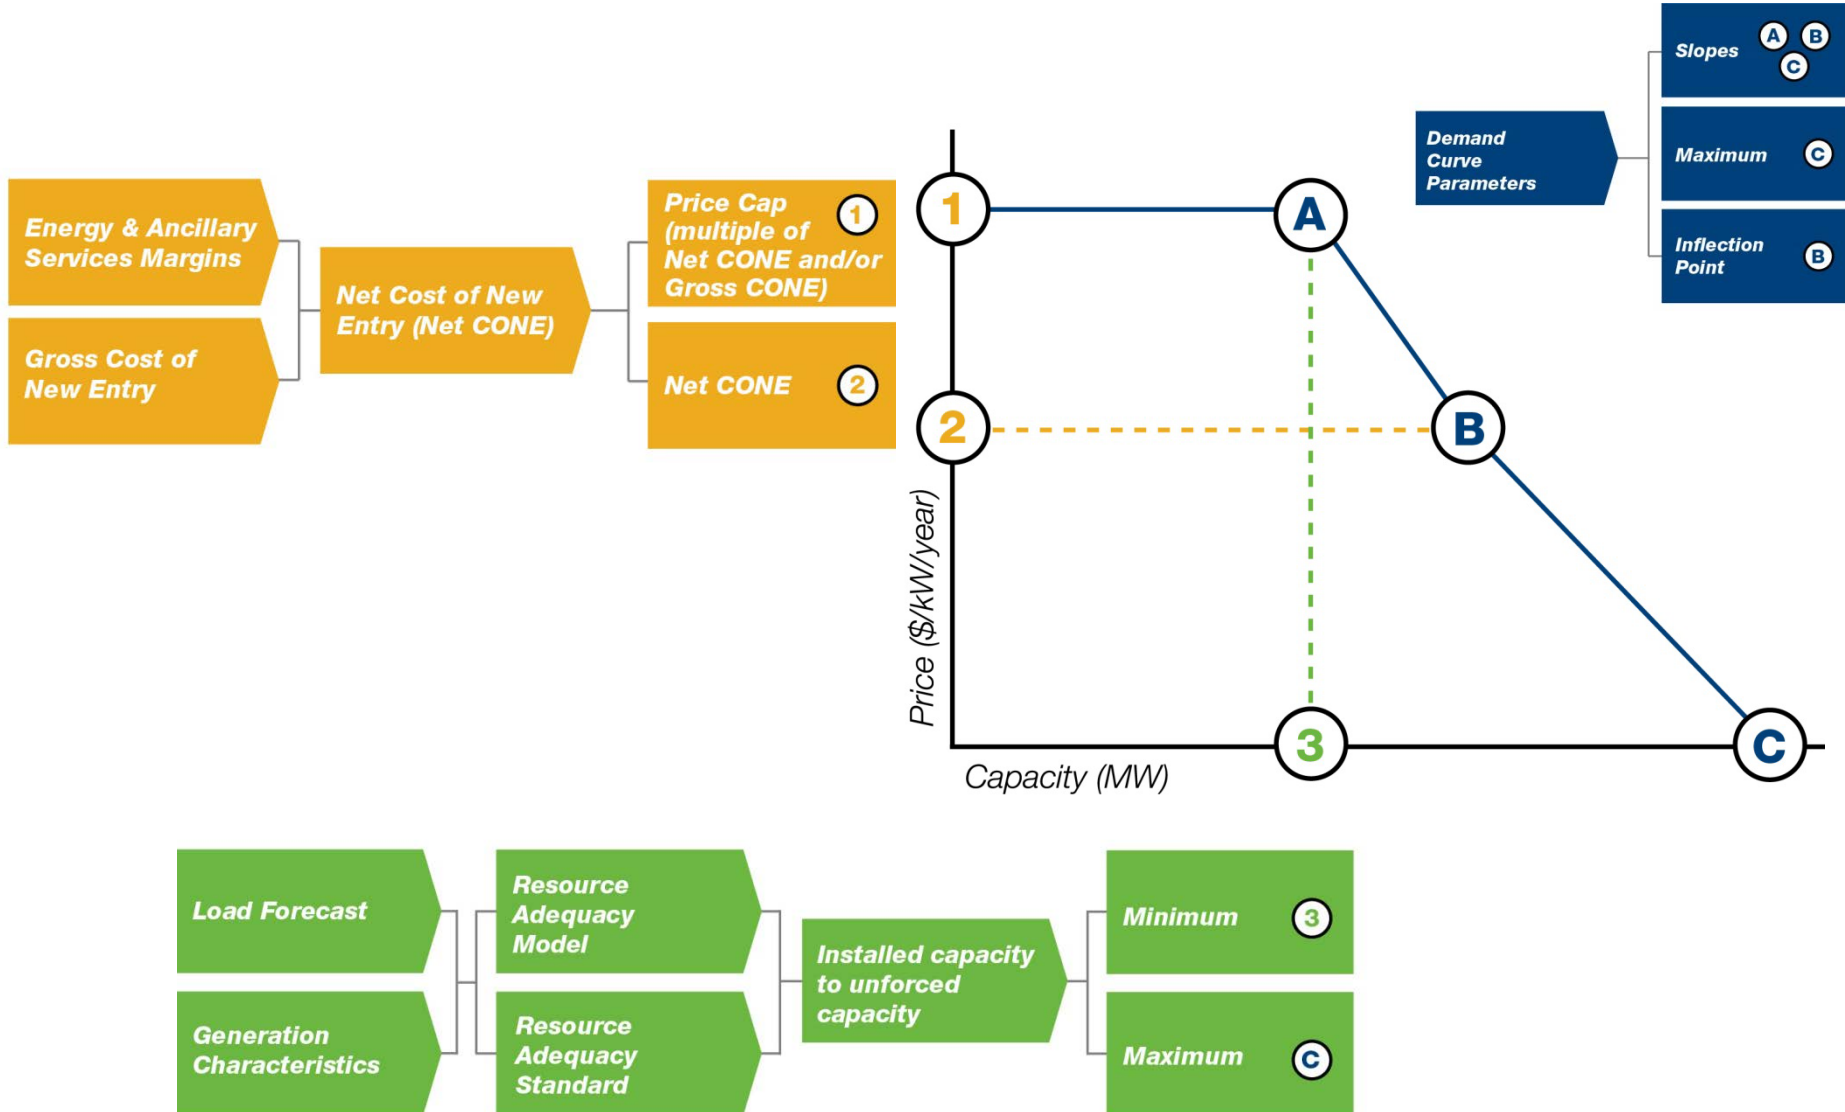 Energy & Ancillary
Services Margins
Gross Cost of
New Entry
Net Cost of New
Entry (Net CONE)
Price Cap
(multiple of
Net CONE and/or
Gross CONE)
1
Net CONE
2
1
2
A
B
3
C
Price ($/kW/year)
Capacity (MW)
Demand
Curve
Parameters
Slopes
A
B
C
Maximum
C
Inflection
Point
B
Load Forecast
Generation
Characteristics
Resource
Adequacy
Model
Resource
Adequacy
Standard
Installed capacity
to unforced
capacity
Minimum
3
Maximum
C